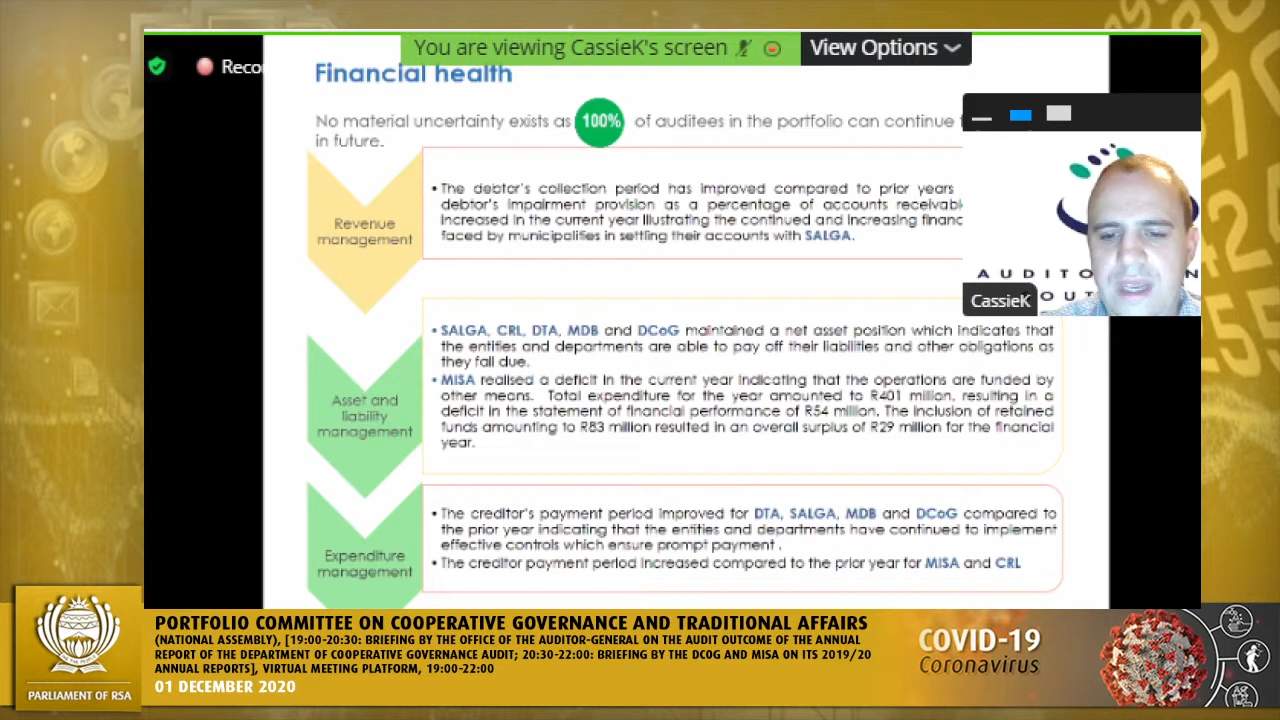 You are viewing CassieK's screen
View Options
Reco
Financial health
No material uncertainty exists as 100% of auditees in the portfolio can continue
in future.
Revenue
management
• The debtor's collection period has improved compared to prior years
debtor's impairment provision as a percentage of accounts
increased in the current year illustrating the continued and increasing
faced by municipalities in settling their accounts with SALGA.
AUDITO
CassieK
Asset and
liability
management
• SALGA, CRL, DTA, MDB and DCoG maintained a net asset position which indicates that
the entities and departments are able to pay off their liabilities and other obligations as
they fall due.
• MISA realised a deficit in the current year indicating that the operations are funded by
other means. Total expenditure for the year amounted to R401 million, resulting in a
deficit in the statement of financial performance of R54 million. The inclusion of retained
funds amounting to R83 million resulted in an overall surplus of R29 million for the financial
year.
Expenditure
management
• The creditor's payment period improved for DTA, SALGA, MDB and DCoG compared to
the prior year indicating that the entities and departments have continued to implement
effective controls which ensure prompt payment .
• The creditor payment period increased compared to the prior year for MISA and CRL
PORTFOLIO COMMITTEE ON COOPERATIVE GOVERNANCE AND TRADITIONAL AFFAIRS
(NATIONAL ASSEMBLY), [19:00-20:30: BRIEFING BY THE OFFICE OF THE AUDITOR-GENERAL ON THE AUDIT OUTCOME OF THE ANNUAL
REPORT OF THE DEPARTMENT OF COOPERATIVE GOVERNANCE AUDIT; 20:30-22:00: BRIEFING BY THE DCOG AND MISA ON ITS 2019/20
ANNUAL REPORTS], VIRTUAL MEETING PLATFORM, 19:00-22:00
01 DECEMBER 2020
PARLIAMENT OF RSA
COVID-19
Coronavirus